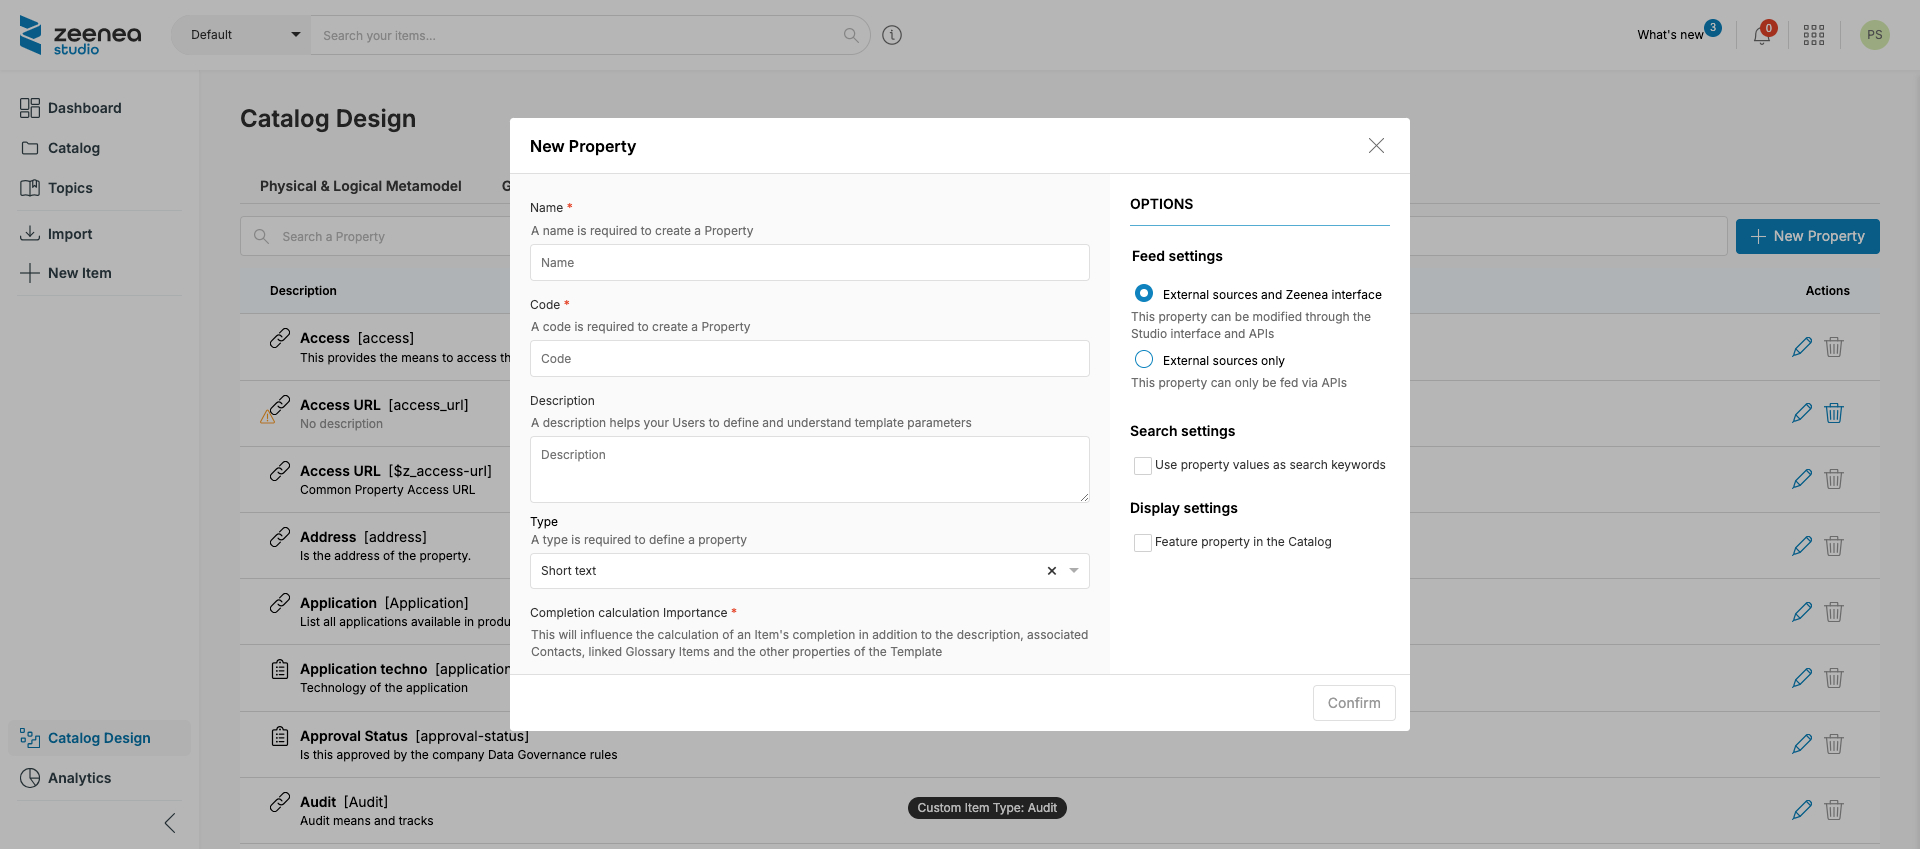 zeenea
studio
Default
Search your items...
What's new
3
0
PS
Dashboard
Catalog
Topics
Import
New Item
Catalog Design
Analytics
Catalog Design
Physical & Logical Metamodel
G
Search a Property
New Property
Description
Actions
Access [access]
This provides the means to access th
Access URL [access_url]
No description
Access URL [$z_access-url]
Common Property Access URL
Address [address]
Is the address of the property.
Application [Application]
List all applications available in produ
Application techno [application
Technology of the application
Approval Status [approval-status]
Is this approved by the company Data Governance rules
Audit [Audit]
Audit means and tracks
Custom Item Type: Audit
New Property
Name *
A name is required to create a Property
Name
Code *
A code is required to create a Property
Code
Description
A description helps your Users to define and understand template parameters
Description
Type
A type is required to define a property
Short text
Completion calculation Importance *
This will influence the calculation of an Item's completion in addition to the description, associated
Contacts, linked Glossary Items and the other properties of the Template
OPTIONS
Feed settings
External sources and Zeenea interface
This property can be modified through the
Studio interface and APIs
External sources only
This property can only be fed via APIs
Search settings
Use property values as search keywords
Display settings
Feature property in the Catalog
Confirm